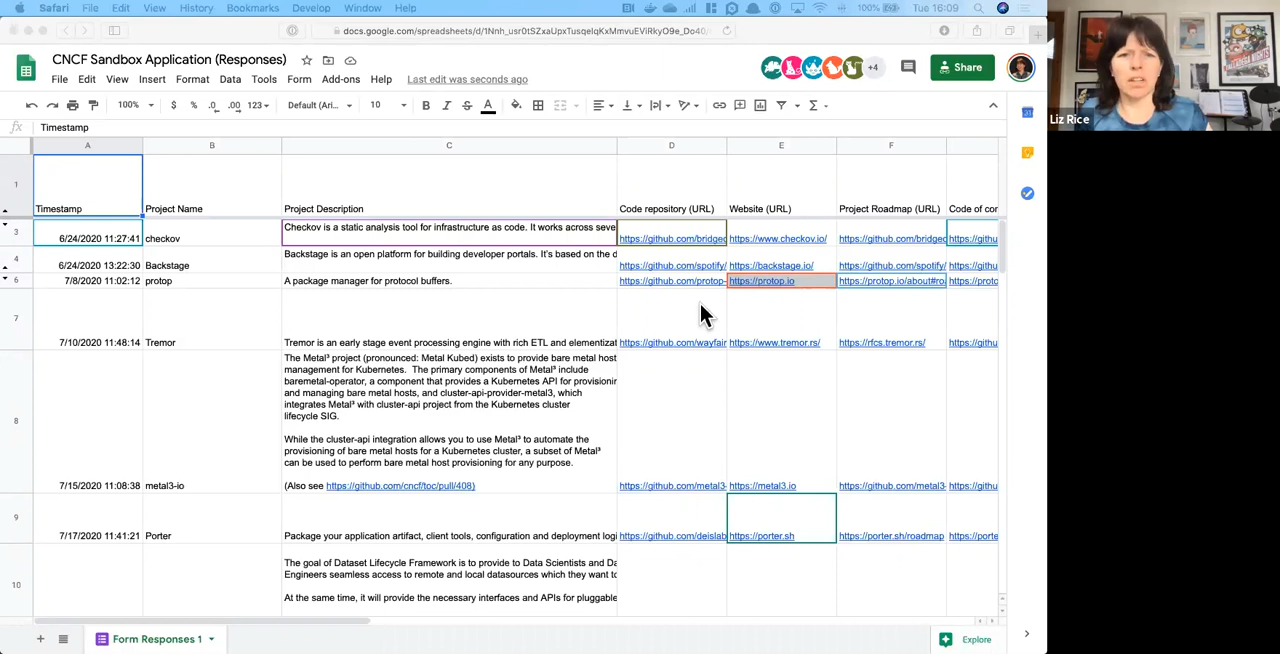 Safari File Edit View History Bookmarks Develop Window Help 100% Tue 16:09
docs.google.com/spreadsheets/d/1Nnh_usr0tSZxaUpxTusqeIqKxMmvuEViRkyO9e_Do40/
CNCF Sandbox Application (Responses)
File Edit View Insert Format Data Tools Form Add-ons Help Last edit was seconds ago
+4
Share
100% $ % .0 .00 123 Default (Ari... 10 B I S A
fx Timestamp
A B C D E F
1
Timestamp Project Name Project Description Code repository (URL) Website (URL) Project Roadmap (URL) Code of con
3
Checkov is a static analysis tool for infrastructure as code. It works across seve
6/24/2020 11:27:41 checkov https://github.com/bridgec https://www.checkov.io/ https://github.com/bridgec https://githu
4
Backstage is an open platform for building developer portals. It's based on the d
6/24/2020 13:22:30 Backstage https://github.com/spotify/ https://backstage.io/ https://github.com/spotify/ https://githu
6 7/8/2020 11:02:12 protop A package manager for protocol buffers. https://github.com/protop- https://protop.io https://protop.io/about#ro https://proto
7
7/10/2020 11:48:14 Tremor Tremor is an early stage event processing engine with rich ETL and elementizat https://github.com/wayfair https://www.tremor.rs/ https://rfcs.tremor.rs/ https://githu
8
The Metal³ project (pronounced: Metal Kubed) exists to provide bare metal host
management for Kubernetes. The primary components of Metal³ include
baremetal-operator, a component that provides a Kubernetes API for provisionin
and managing bare metal hosts, and cluster-api-provider-metal3, which
integrates Metal³ with cluster-api project from the Kubernetes cluster
lifecycle SIG.
While the cluster-api integration allows you to use Metal³ to automate the
provisioning of bare metal hosts for a Kubernetes cluster, a subset of Metal³
can be used to perform bare metal host provisioning for any purpose.
7/15/2020 11:08:38 metal3-io (Also see https://github.com/cncf/toc/pull/408) https://github.com/metal3- https://metal3.io https://github.com/metal3- https://githu
9
7/17/2020 11:41:21 Porter Package your application artifact, client tools, configuration and deployment logi https://github.com/deislab https://porter.sh https://porter.sh/roadmap https://porte
10
The goal of Dataset Lifecycle Framework is to provide to Data Scientists and Da
Engineers seamless access to remote and local datasources which they want to
At the same time, it will provide the necessary interfaces and APIs for pluggable
Form Responses 1
Explore
Liz Rice